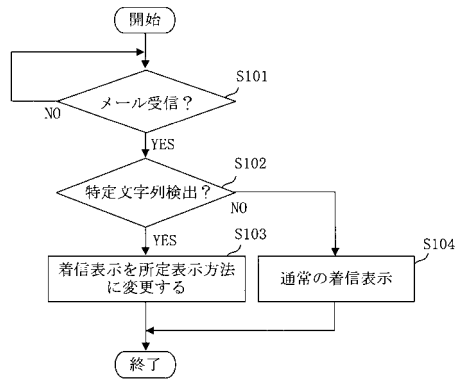 開始
S101
メール受信？
NO
YES
S102
特定文字列検出？
NO
YES
S103
着信表示を所定表示方法
に変更する
S104
通常の着信表示
終了